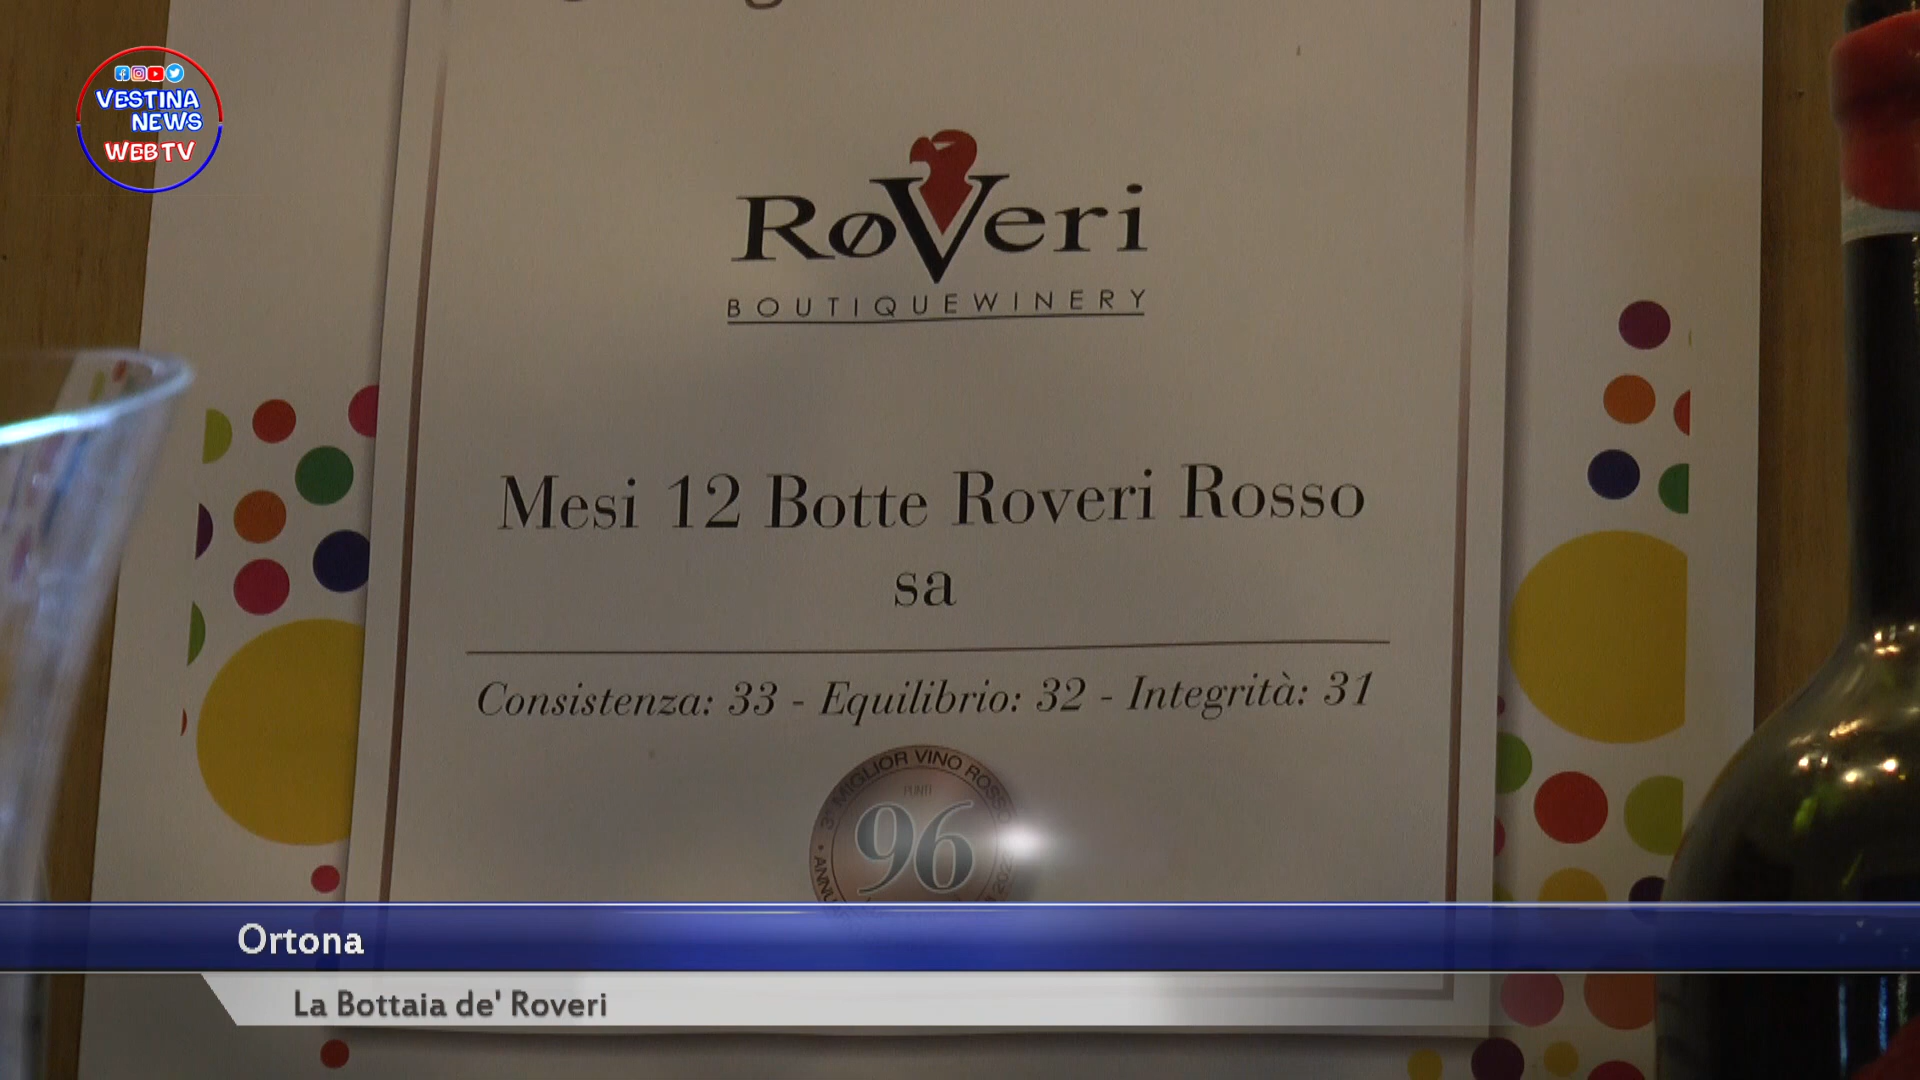 VESTINA
NEWS
WEB TV
RØVeri
BOUTIQUEWINERY
Mesi 12 Botte Roveri Rosso
sa
Consistenza: 33 - Equilibrio: 32 - Integrità: 31
3° MIGLIOR VINO ROSSO
PUNTI
96
Ortona
La Bottaia de' Roveri